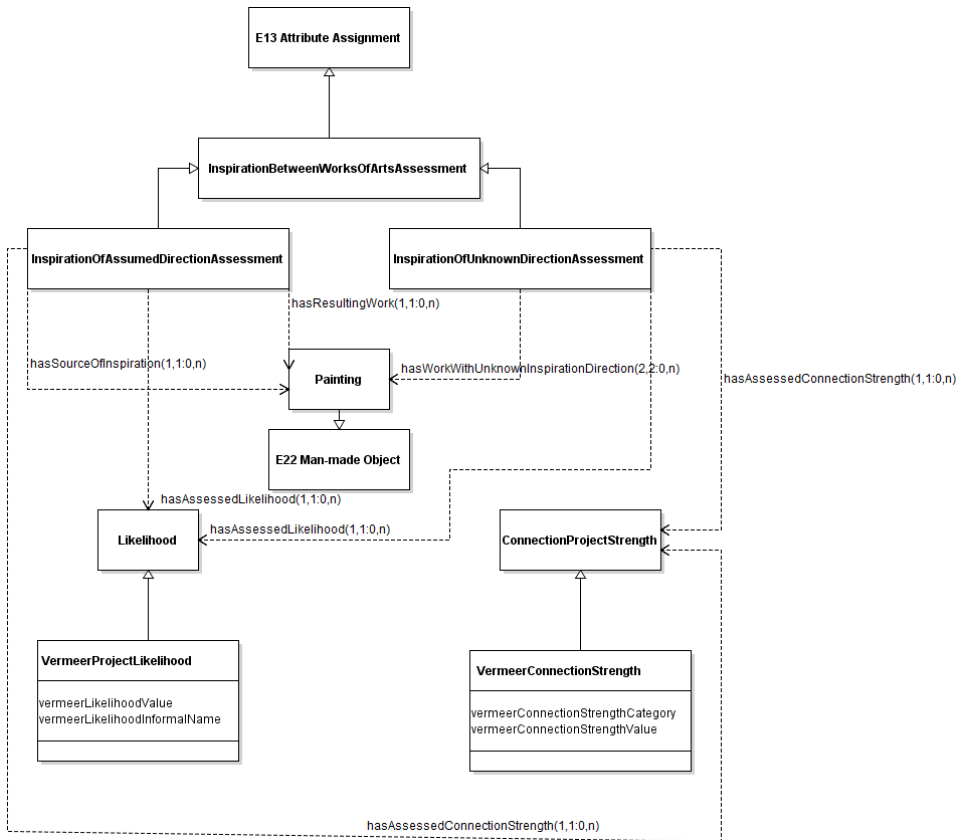 E13 Attribute Assignment
InspirationBetweenWorksOfArtsAssessment
InspirationOfAssumedDirectionAssessment
InspirationOfUnknownDirectionAssessment
hasResultingWork(1,1:0,n)
hasSourceOfInspiration(1,1:0,n)
Painting
hasWorkWithUnknownInspirationDirection(2,2:0,n)
hasAssessedConnectionStrength(1,1:0,n)
E22 Man-made Object
hasAssessedLikelihood(1,1:0,n)
hasAssessedLikelihood(1,1:0,n)
Likelihood
ConnectionProjectStrength
VermeerProjectLikelihood
vermeerLikelihoodValue
vermeerLikelihoodInformalName
VermeerConnectionStrength
vermeerConnectionStrengthCategory
vermeerConnectionStrengthValue
hasAssessedConnectionStrength(1,1:0,n)